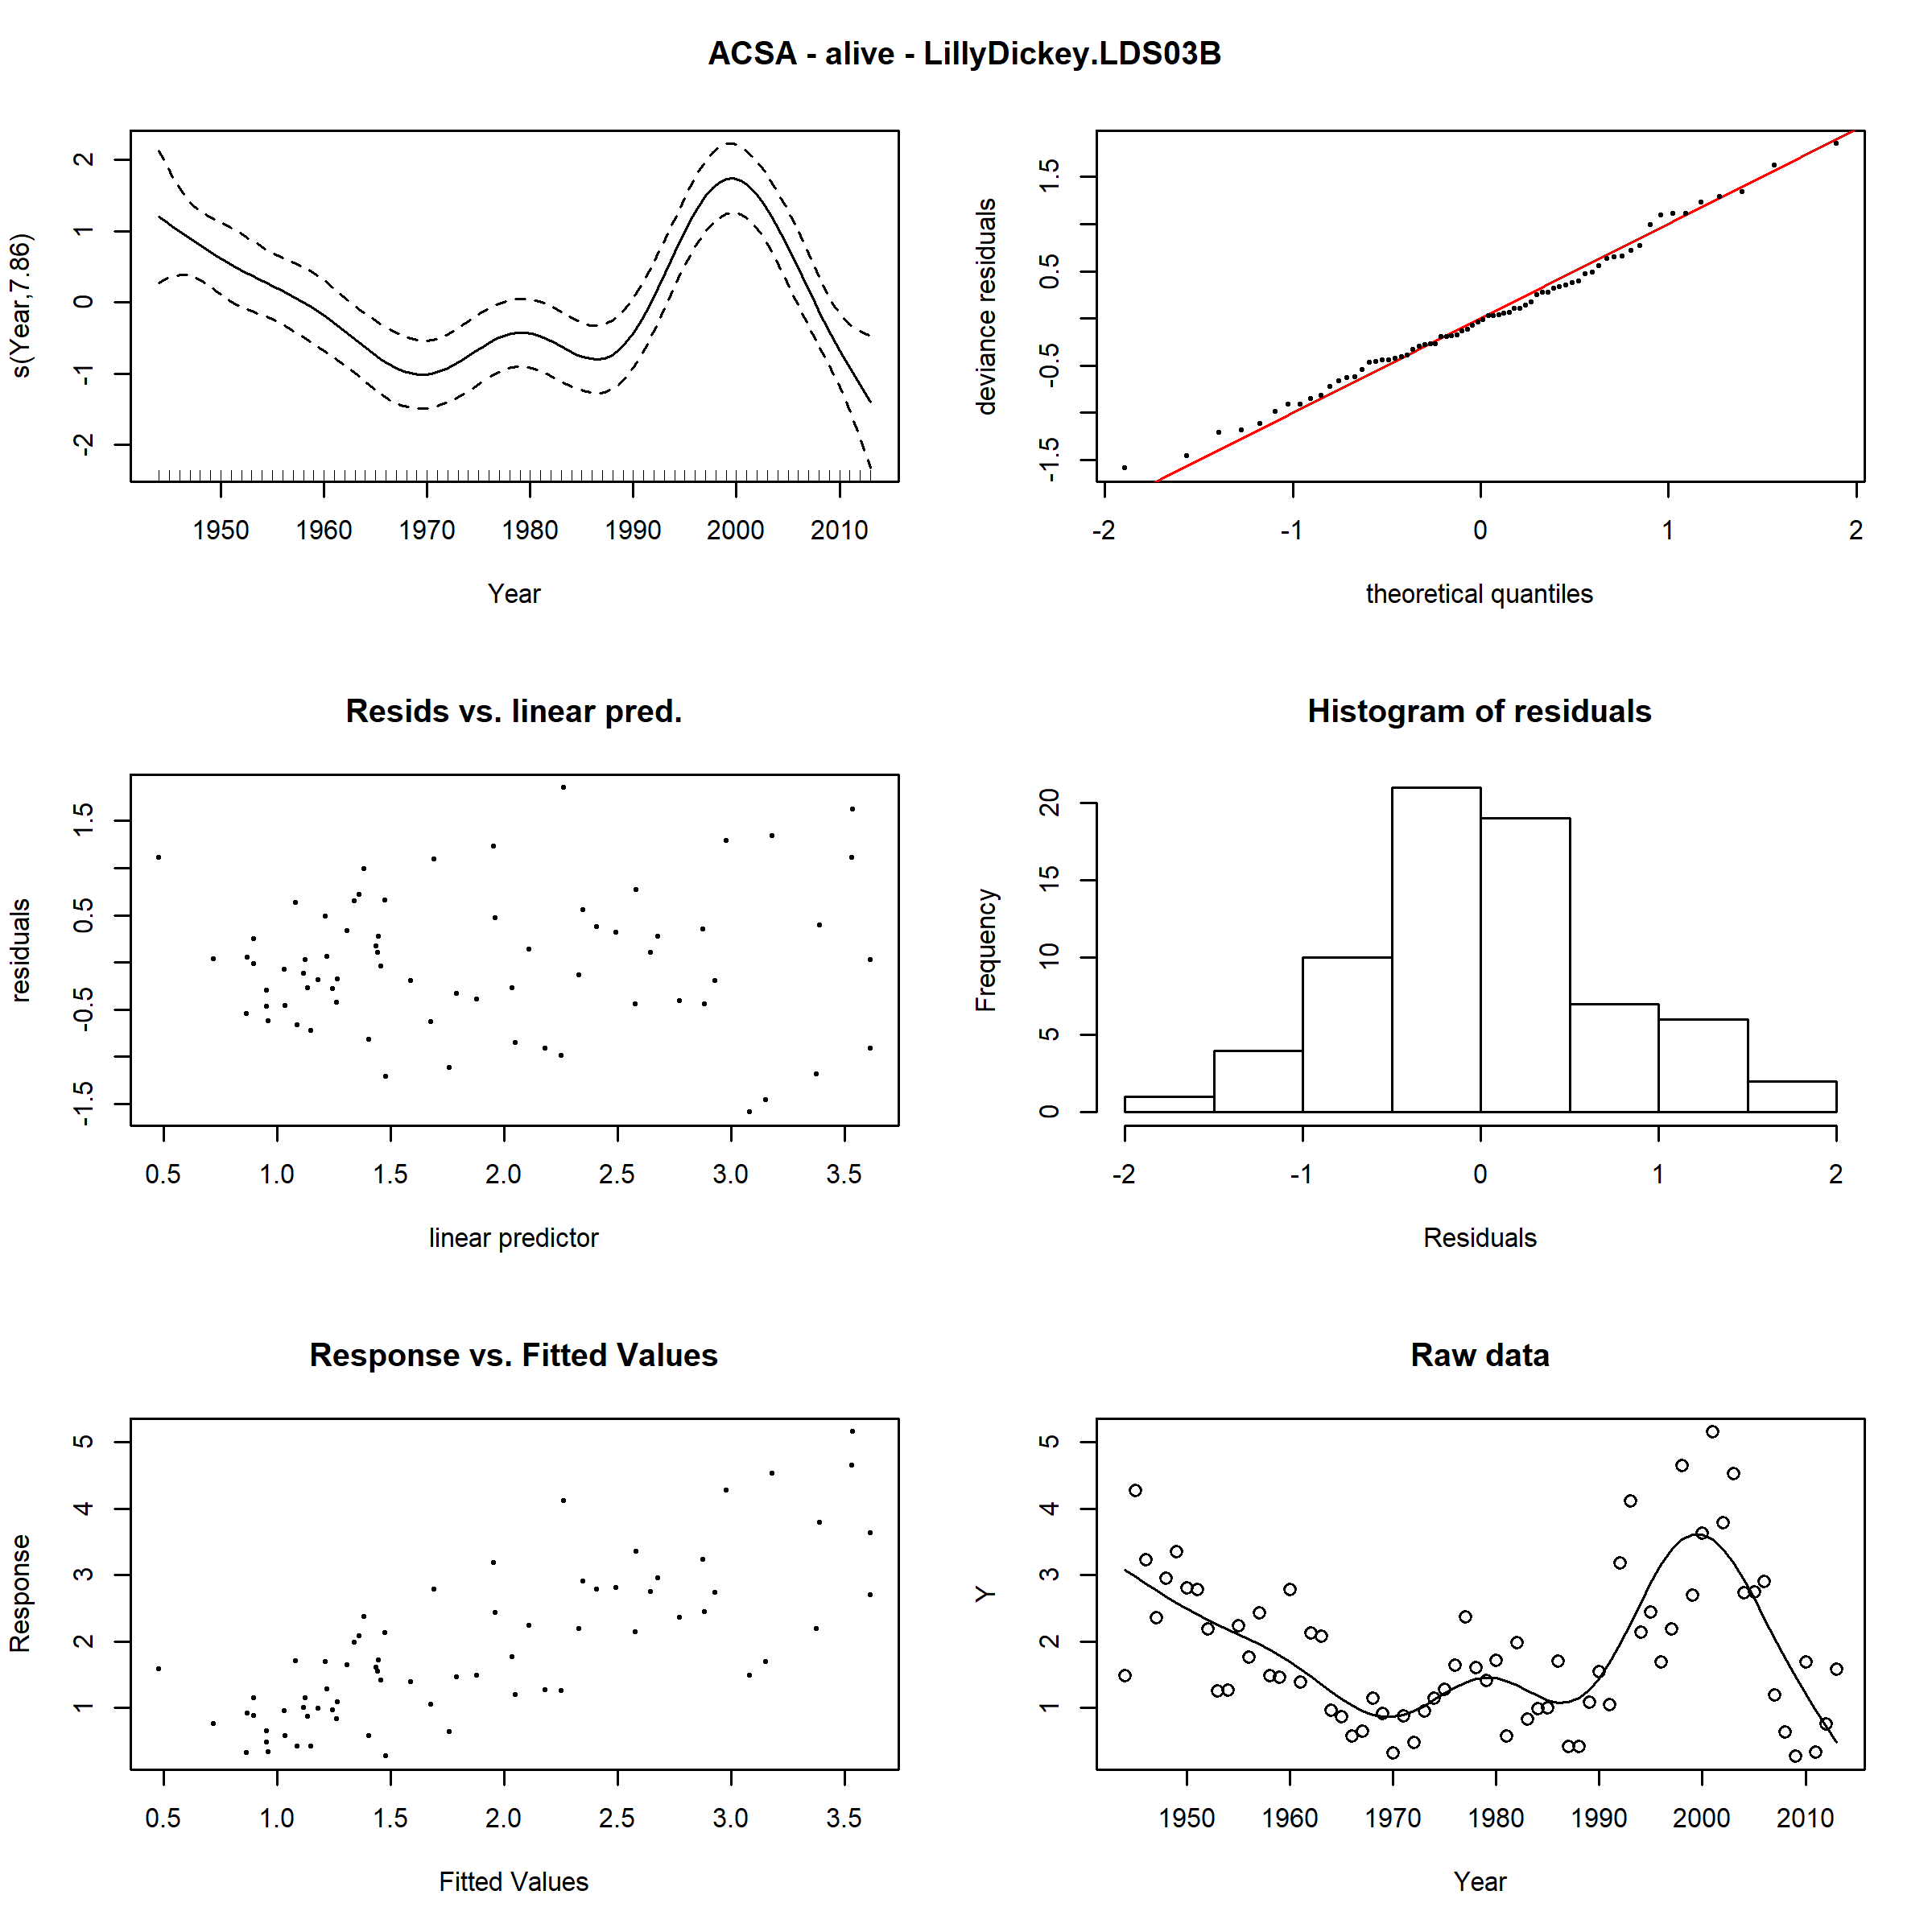 ACSA - alive - LillyDickey.LDS03B
s(Year,7.86)
2
1
0
-1
-2
1950 1960 1970 1980 1990 2000 2010
Year
deviance residuals
1.5
0.5
-0.5
-1.5
-2 -1 0 1 2
theoretical quantiles
Resids vs. linear pred.
residuals
1.5
0.5
-0.5
-1.5
0.5 1.0 1.5 2.0 2.5 3.0 3.5
linear predictor
Histogram of residuals
Frequency
20
15
10
5
0
-2 -1 0 1 2
Residuals
Response vs. Fitted Values
Response
5
4
3
2
1
0.5 1.0 1.5 2.0 2.5 3.0 3.5
Fitted Values
Raw data
Y
5
4
3
2
1
1950 1960 1970 1980 1990 2000 2010
Year